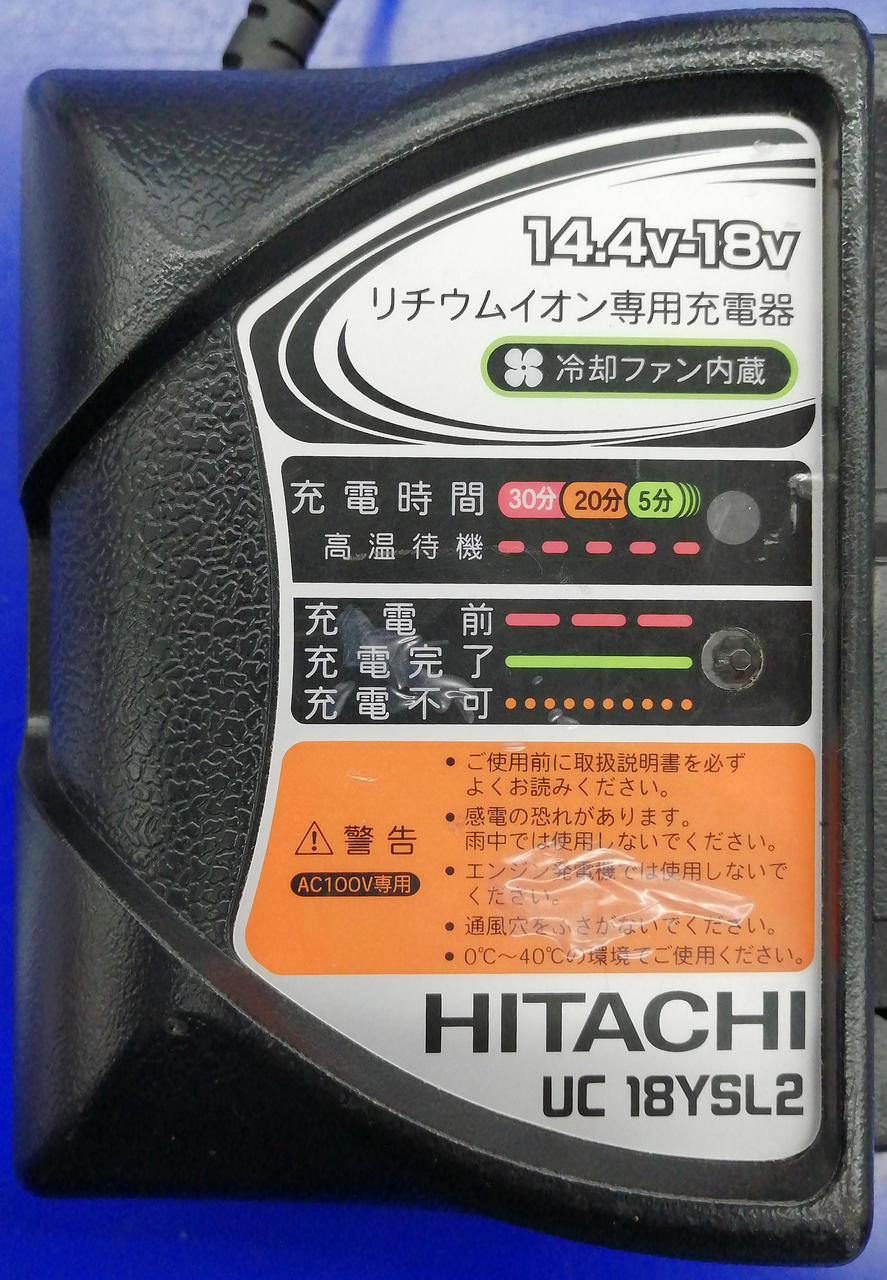 14.4v-18v
リチウムイオン専用充電器
冷却ファン内蔵
充電時間 30分 20分 5分
高温待機
充電前
充電完了
充電不可
• ご使用前に取扱説明書を必ず
よくお読みください。
• 感電の恐れがあります。
雨中では使用しないでください。
• エンジン発電機では使用しないで
ください。
• 通風穴をふさがないでください。
• 0℃〜40℃の環境でご使用ください。
警告
AC100V専用
HITACHI
UC 18YSL2